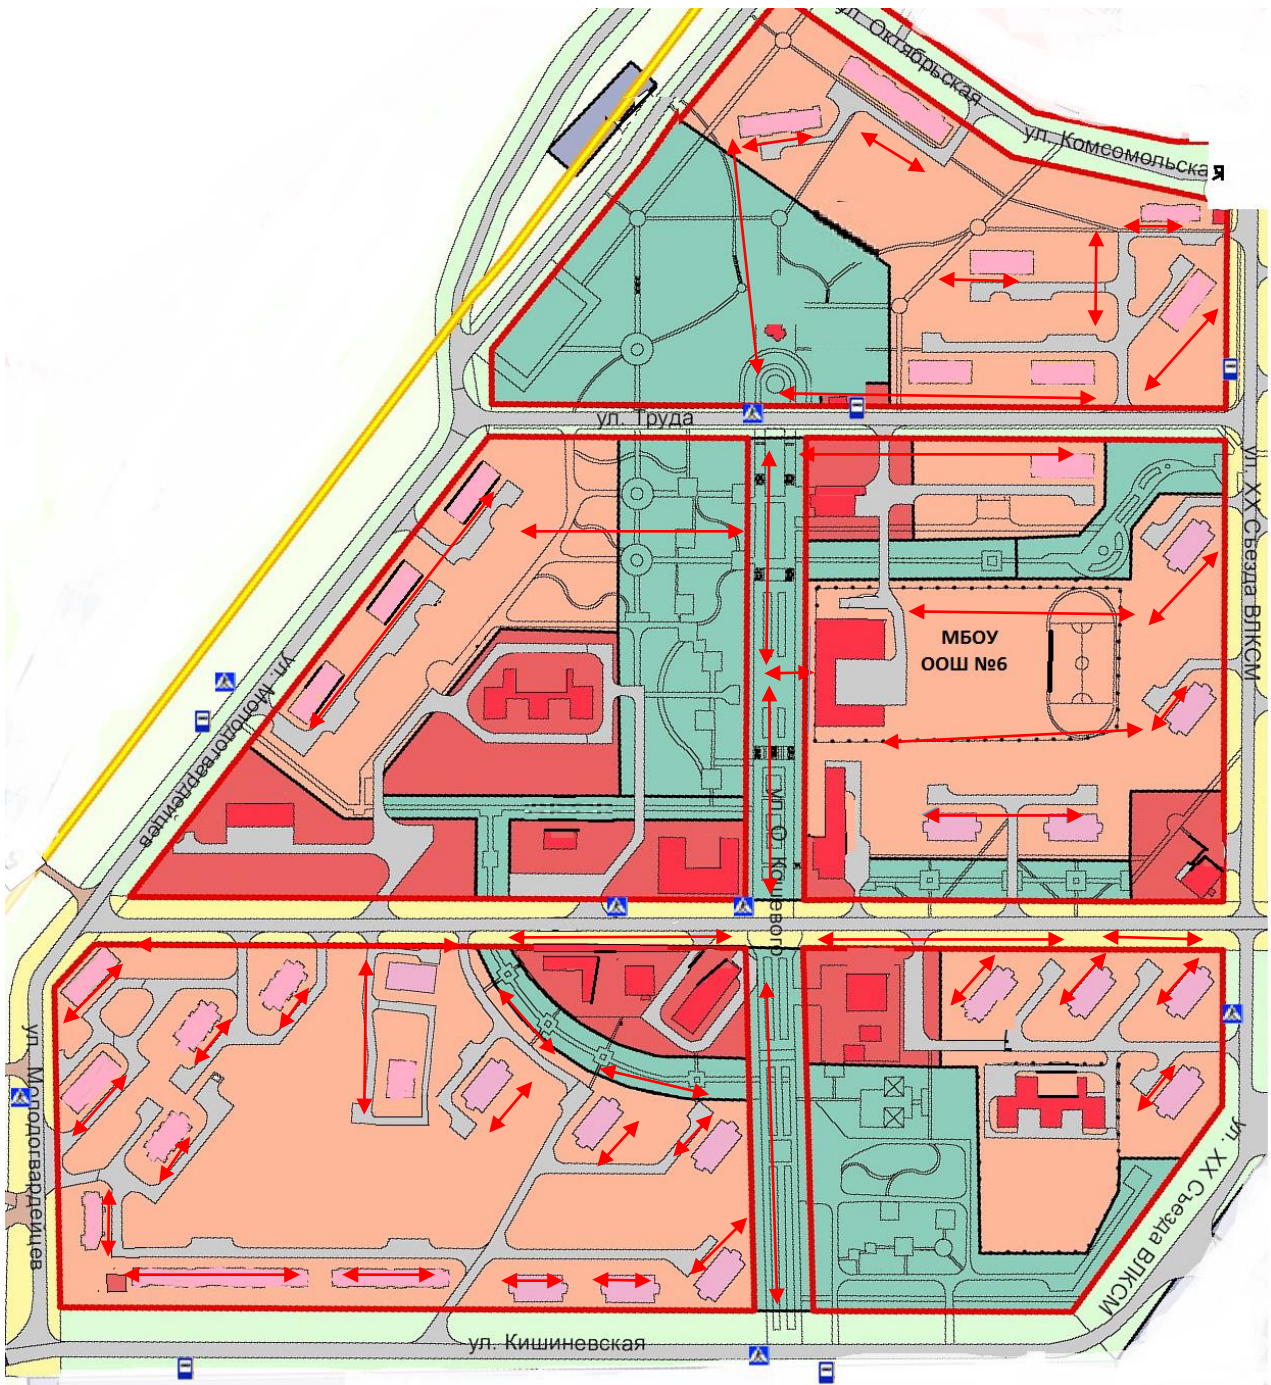 ул. Октябрьская
ул. Комсомольская
ул. Труда
ул. XX Съезда ВЛКСМ
МБОУ
ООШ №6
ул. Молодогвардейцев
ул. О. Кошевого
ул. Молодогвардейцев
ул. XX Съезда ВЛКСМ
ул. Кишиневская